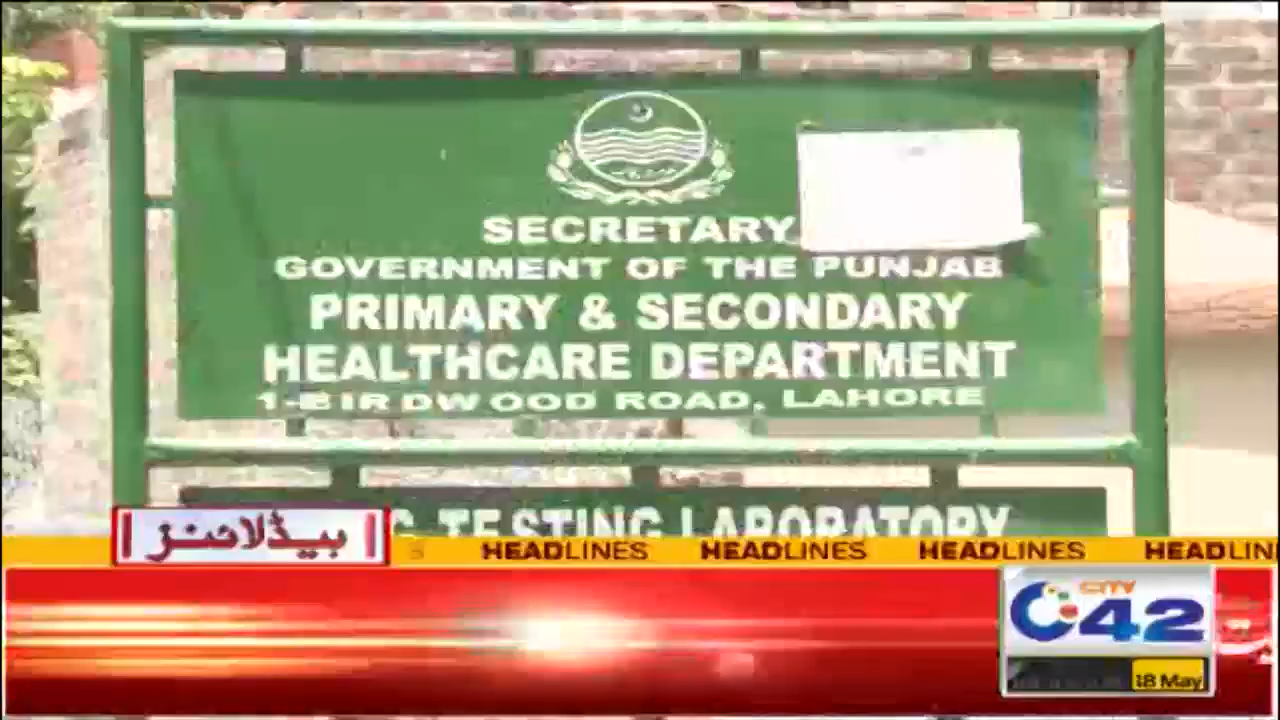 SECRETARY
GOVERNMENT OF THE PUNJAB
PRIMARY & SECONDARY
HEALTHCARE DEPARTMENT
1-BIRDWOOD ROAD, LAHORE
TESTING LABORATORY
ہیڈلائنز
HEADLINES HEADLINES HEADLINES HEADLIN
CITY
42
18 May